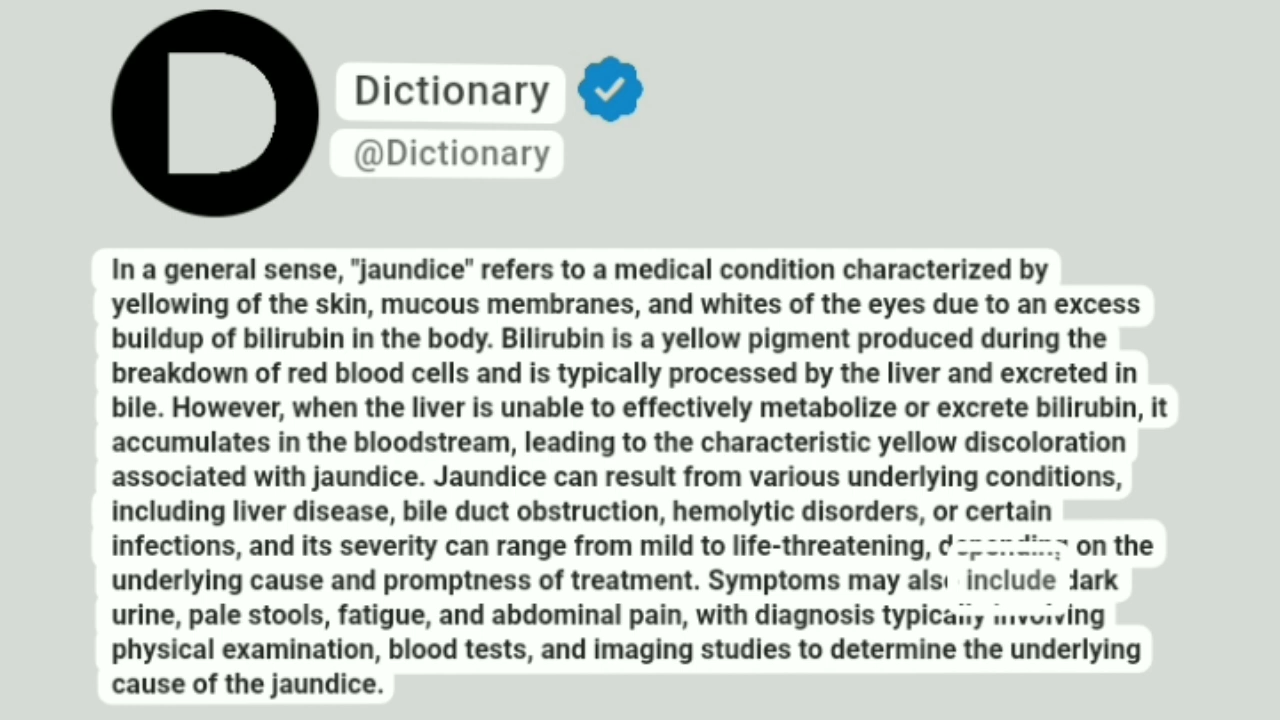 D
Dictionary
@Dictionary
In a general sense, "jaundice" refers to a medical condition characterized by
yellowing of the skin, mucous membranes, and whites of the eyes due to an excess
buildup of bilirubin in the body. Bilirubin is a yellow pigment produced during the
breakdown of red blood cells and is typically processed by the liver and excreted in
bile. However, when the liver is unable to effectively metabolize or excrete bilirubin, it
accumulates in the bloodstream, leading to the characteristic yellow discoloration
associated with jaundice. Jaundice can result from various underlying conditions,
including liver disease, bile duct obstruction, hemolytic disorders, or certain
infections, and its severity can range from mild to life-threatening, depending on the
underlying cause and promptness of treatment. Symptoms may also include dark
urine, pale stools, fatigue, and abdominal pain, with diagnosis typically involving
physical examination, blood tests, and imaging studies to determine the underlying
cause of the jaundice.